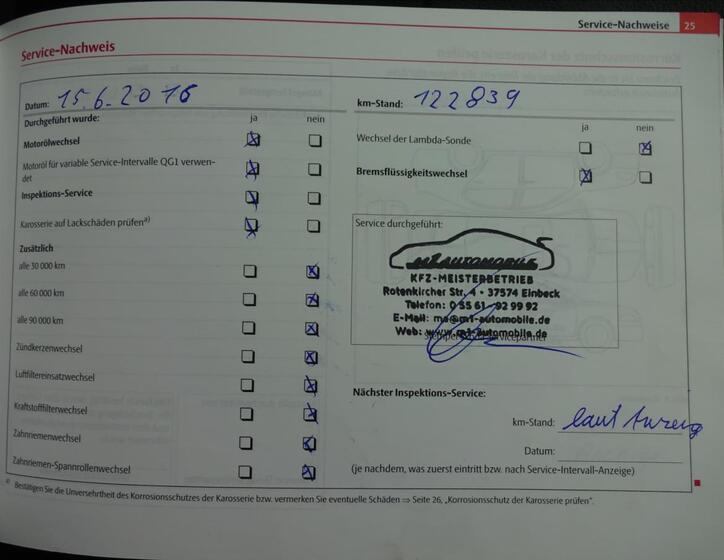 Service-Nachweise 25
Service-Nachweis
Datum: 15.6.2016
km-Stand: 122839
Durchgeführt wurde: ja nein
ja nein
Motorölwechsel
Wechsel der Lambda-Sonde
Motoröl für variable Service-Intervalle QG1 verwen-
det
Bremsflüssigkeitswechsel
Inspektions-Service
Karosserie auf Lackschäden prüfen a)
Service durchgeführt:
Zusätzlich
alle 30 000 km
alle 60 000 km
alle 90 000 km
Zündkerzenwechsel
Luftfiltereinsatzwechsel
Kraftstofffilterwechsel
Zahnriemenwechsel
Zahnriemen-Spannrollenwechsel
M1 AUTOMOBILE
KFZ-MEISTERBETRIEB
Rotenkircher Str. 4 • 37574 Einbeck
Telefon: 0 55 61 - 92 99 92
E-Mail: ma@m1-automobile.de
Web: www.m1-automobile.de
Nächster Inspektions-Service:
km-Stand: laut Anzeig
Datum:
(je nachdem, was zuerst eintritt bzw. nach Service-Intervall-Anzeige)
a) Bestätigen Sie die Unversehrtheit des Korrosionsschutzes der Karosserie bzw. vermerken Sie eventuelle Schäden ⇒ Seite 26, „Korrosionsschutz der Karosserie prüfen".